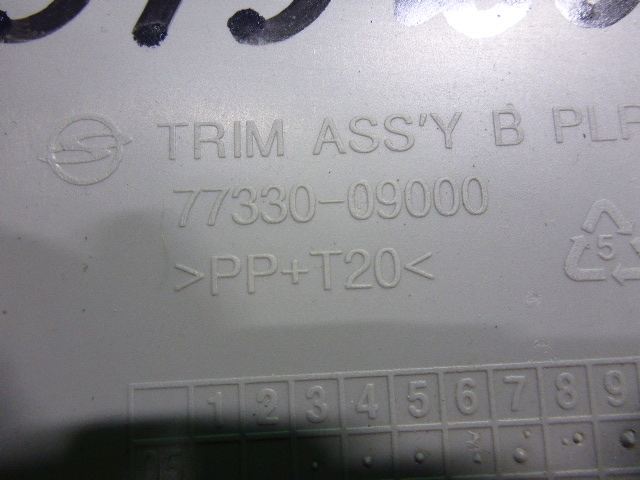 TRIM ASS'Y B PLR
77330-09000
>PP+T20<
5
1 2 3 4 5 6 7 8 9